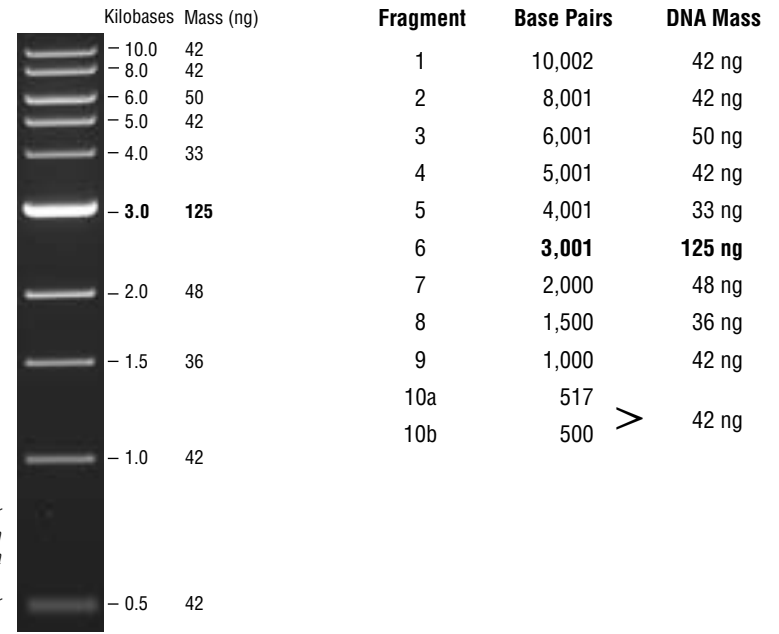 Kilobases Mass (ng)
– 10.0 42
– 8.0 42
– 6.0 50
– 5.0 42
– 4.0 33
– 3.0 125
– 2.0 48
– 1.5 36
– 1.0 42
– 0.5 42
Fragment Base Pairs DNA Mass
1 10,002 42 ng
2 8,001 42 ng
3 6,001 50 ng
4 5,001 42 ng
5 4,001 33 ng
6 3,001 125 ng
7 2,000 48 ng
8 1,500 36 ng
9 1,000 42 ng
10a 517
> 42 ng
10b 500